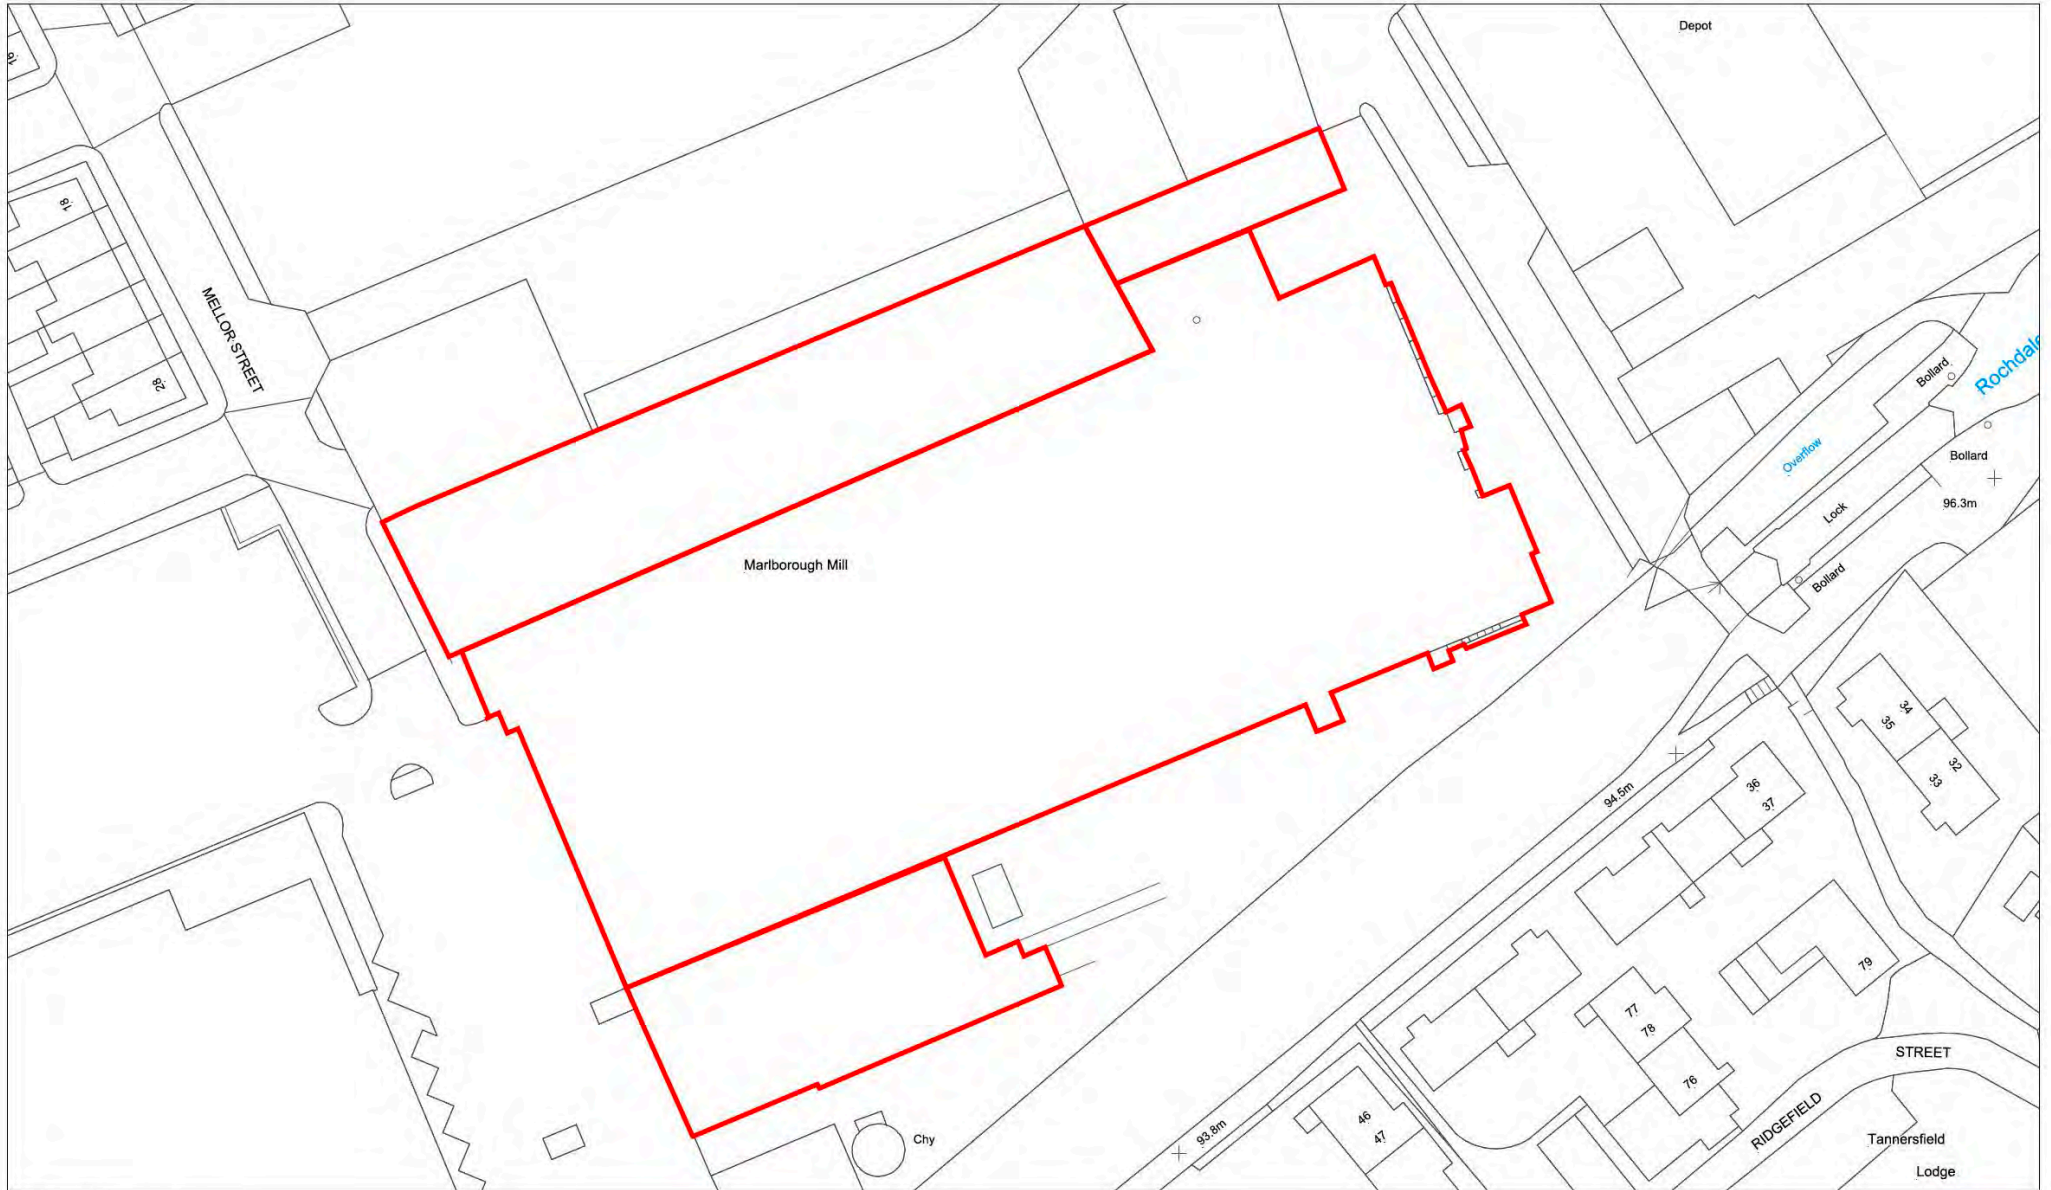 Depot
18
18
MELLOR STREET
28
Rochdale
Bollard
Overflow
Bollard
Lock
96.3m
Marlborough Mill
Bollard
34
35
32
33
36
37
94.5m
79
77
78
76
STREET
RIDGEFIELD
46
47
93.8m
Chy
Tannersfield
Lodge